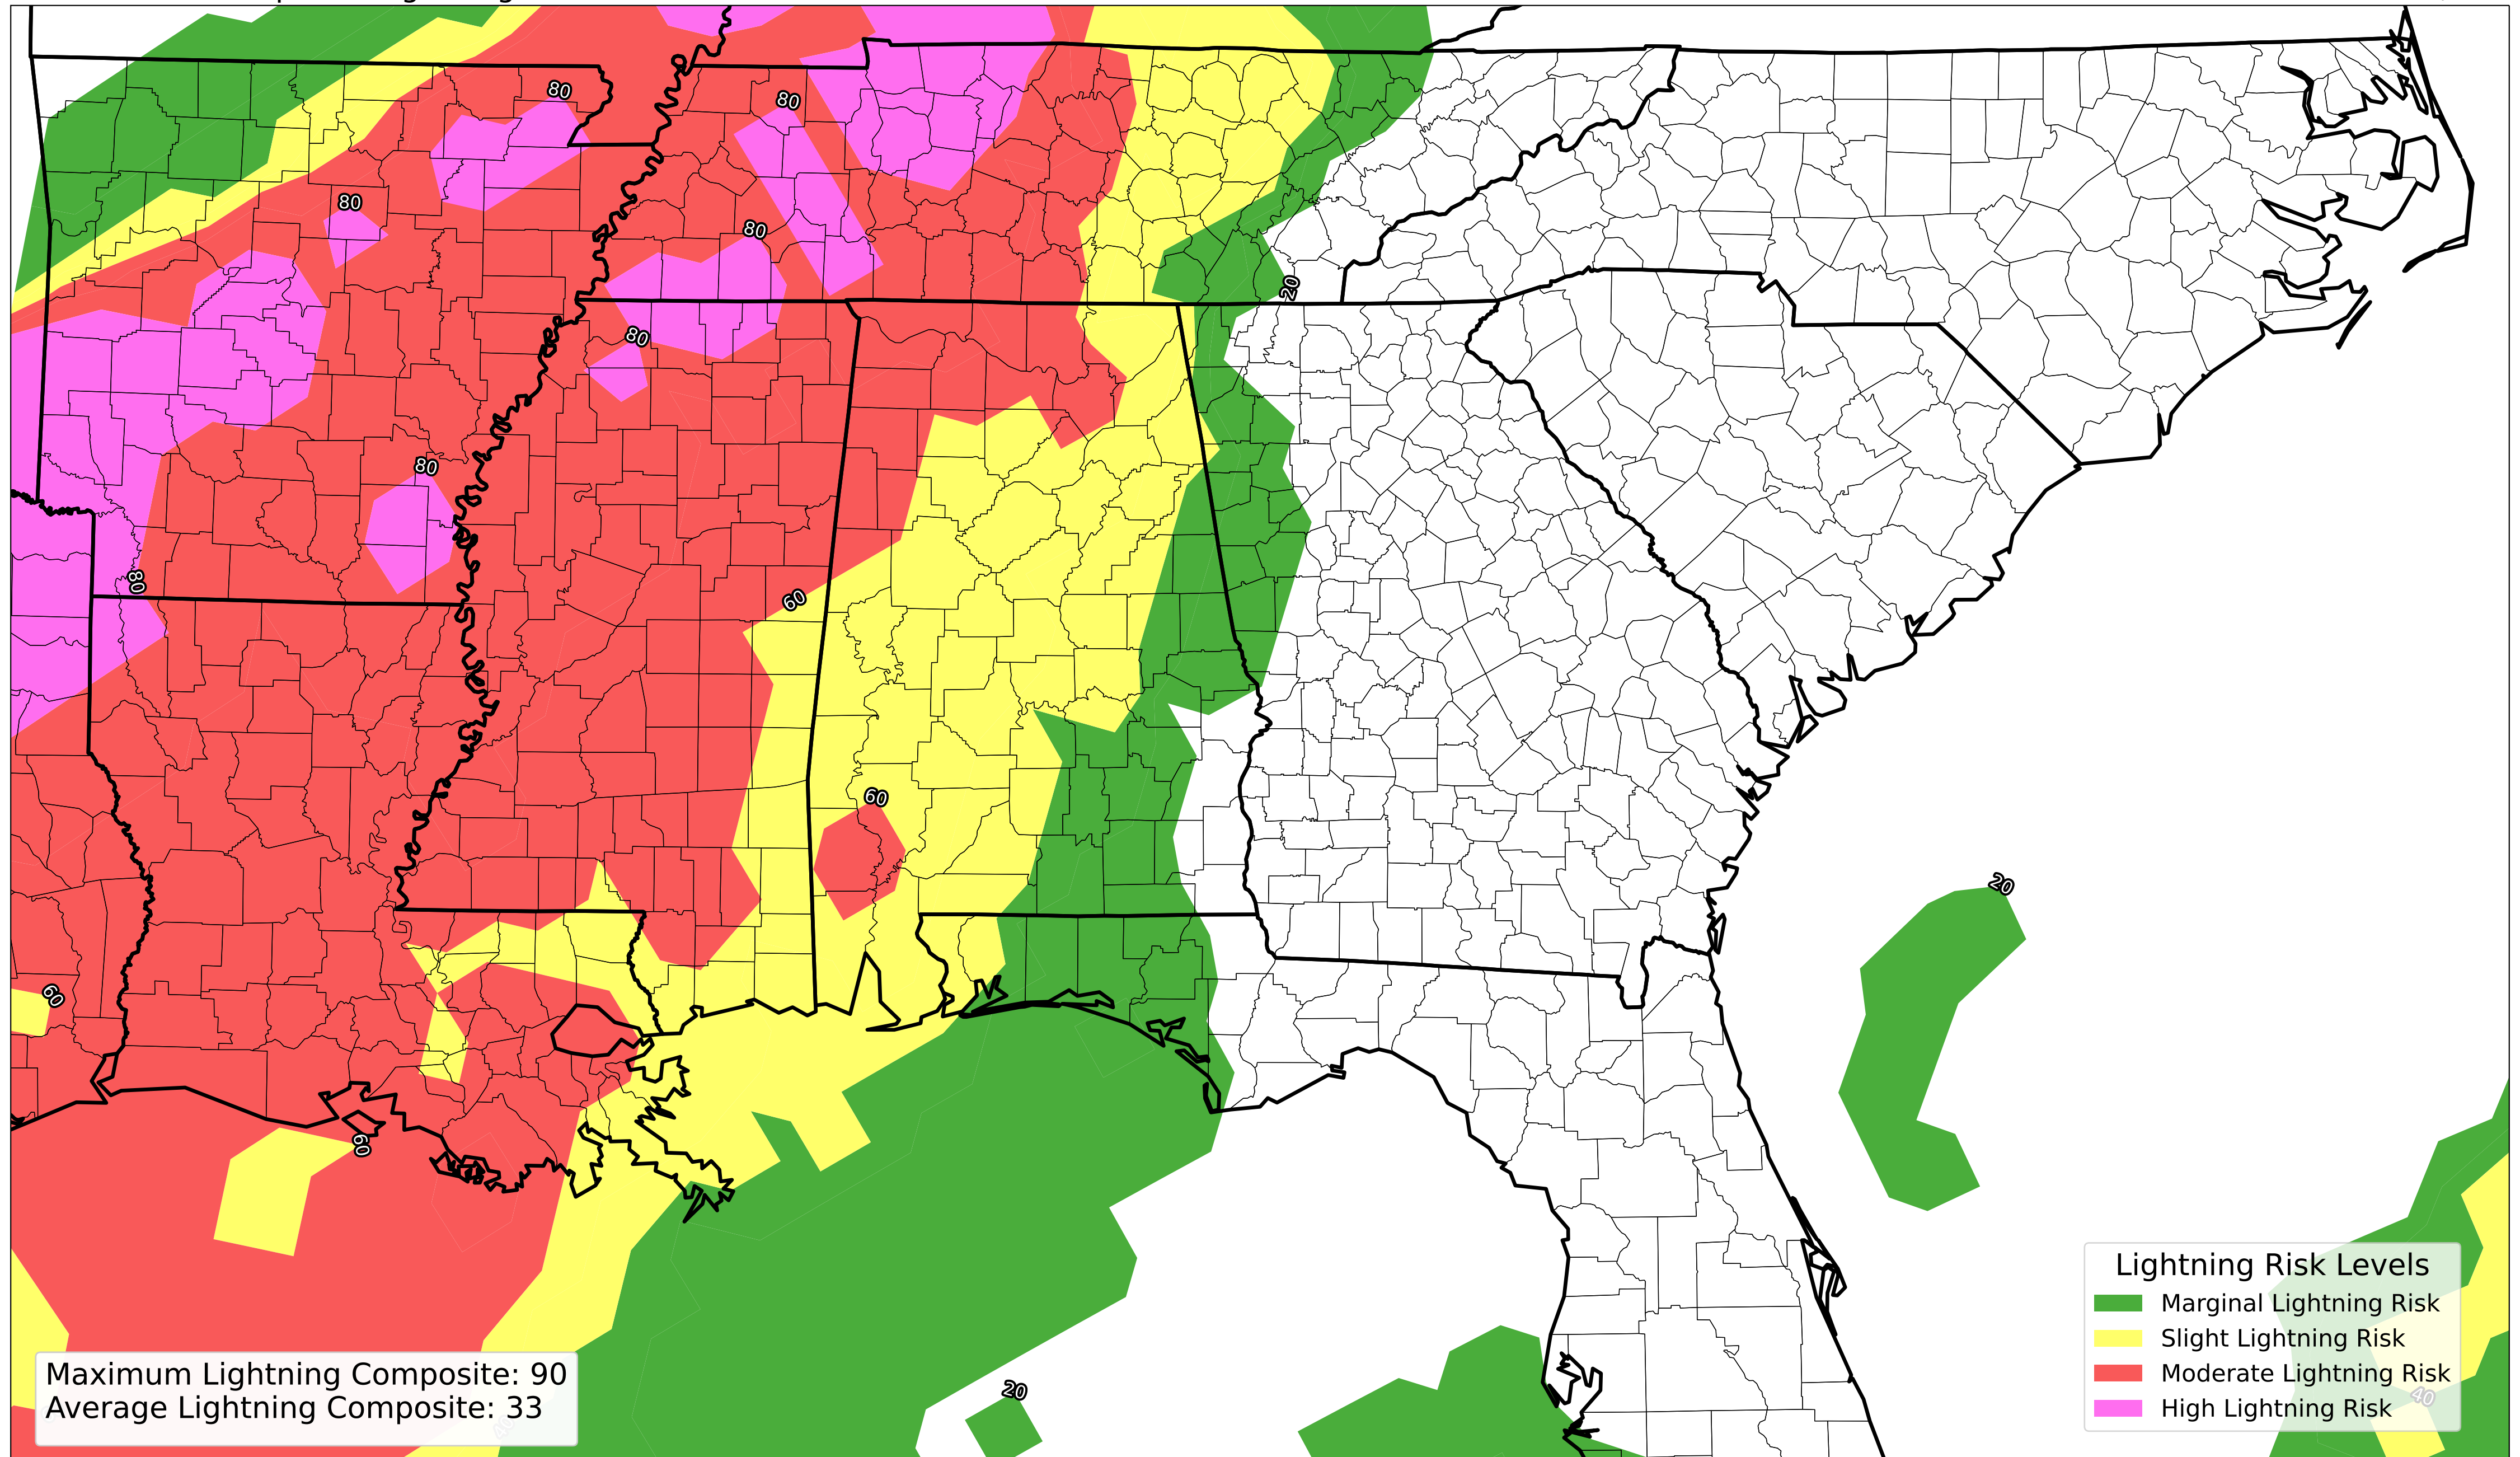 80
80
80
80
80
20
80
80
60
60
20
60
60
Lightning Risk Levels
Marginal Lightning Risk
Slight Lightning Risk
Moderate Lightning Risk
High Lightning Risk
40
Maximum Lightning Composite: 90
Average Lightning Composite: 33
20